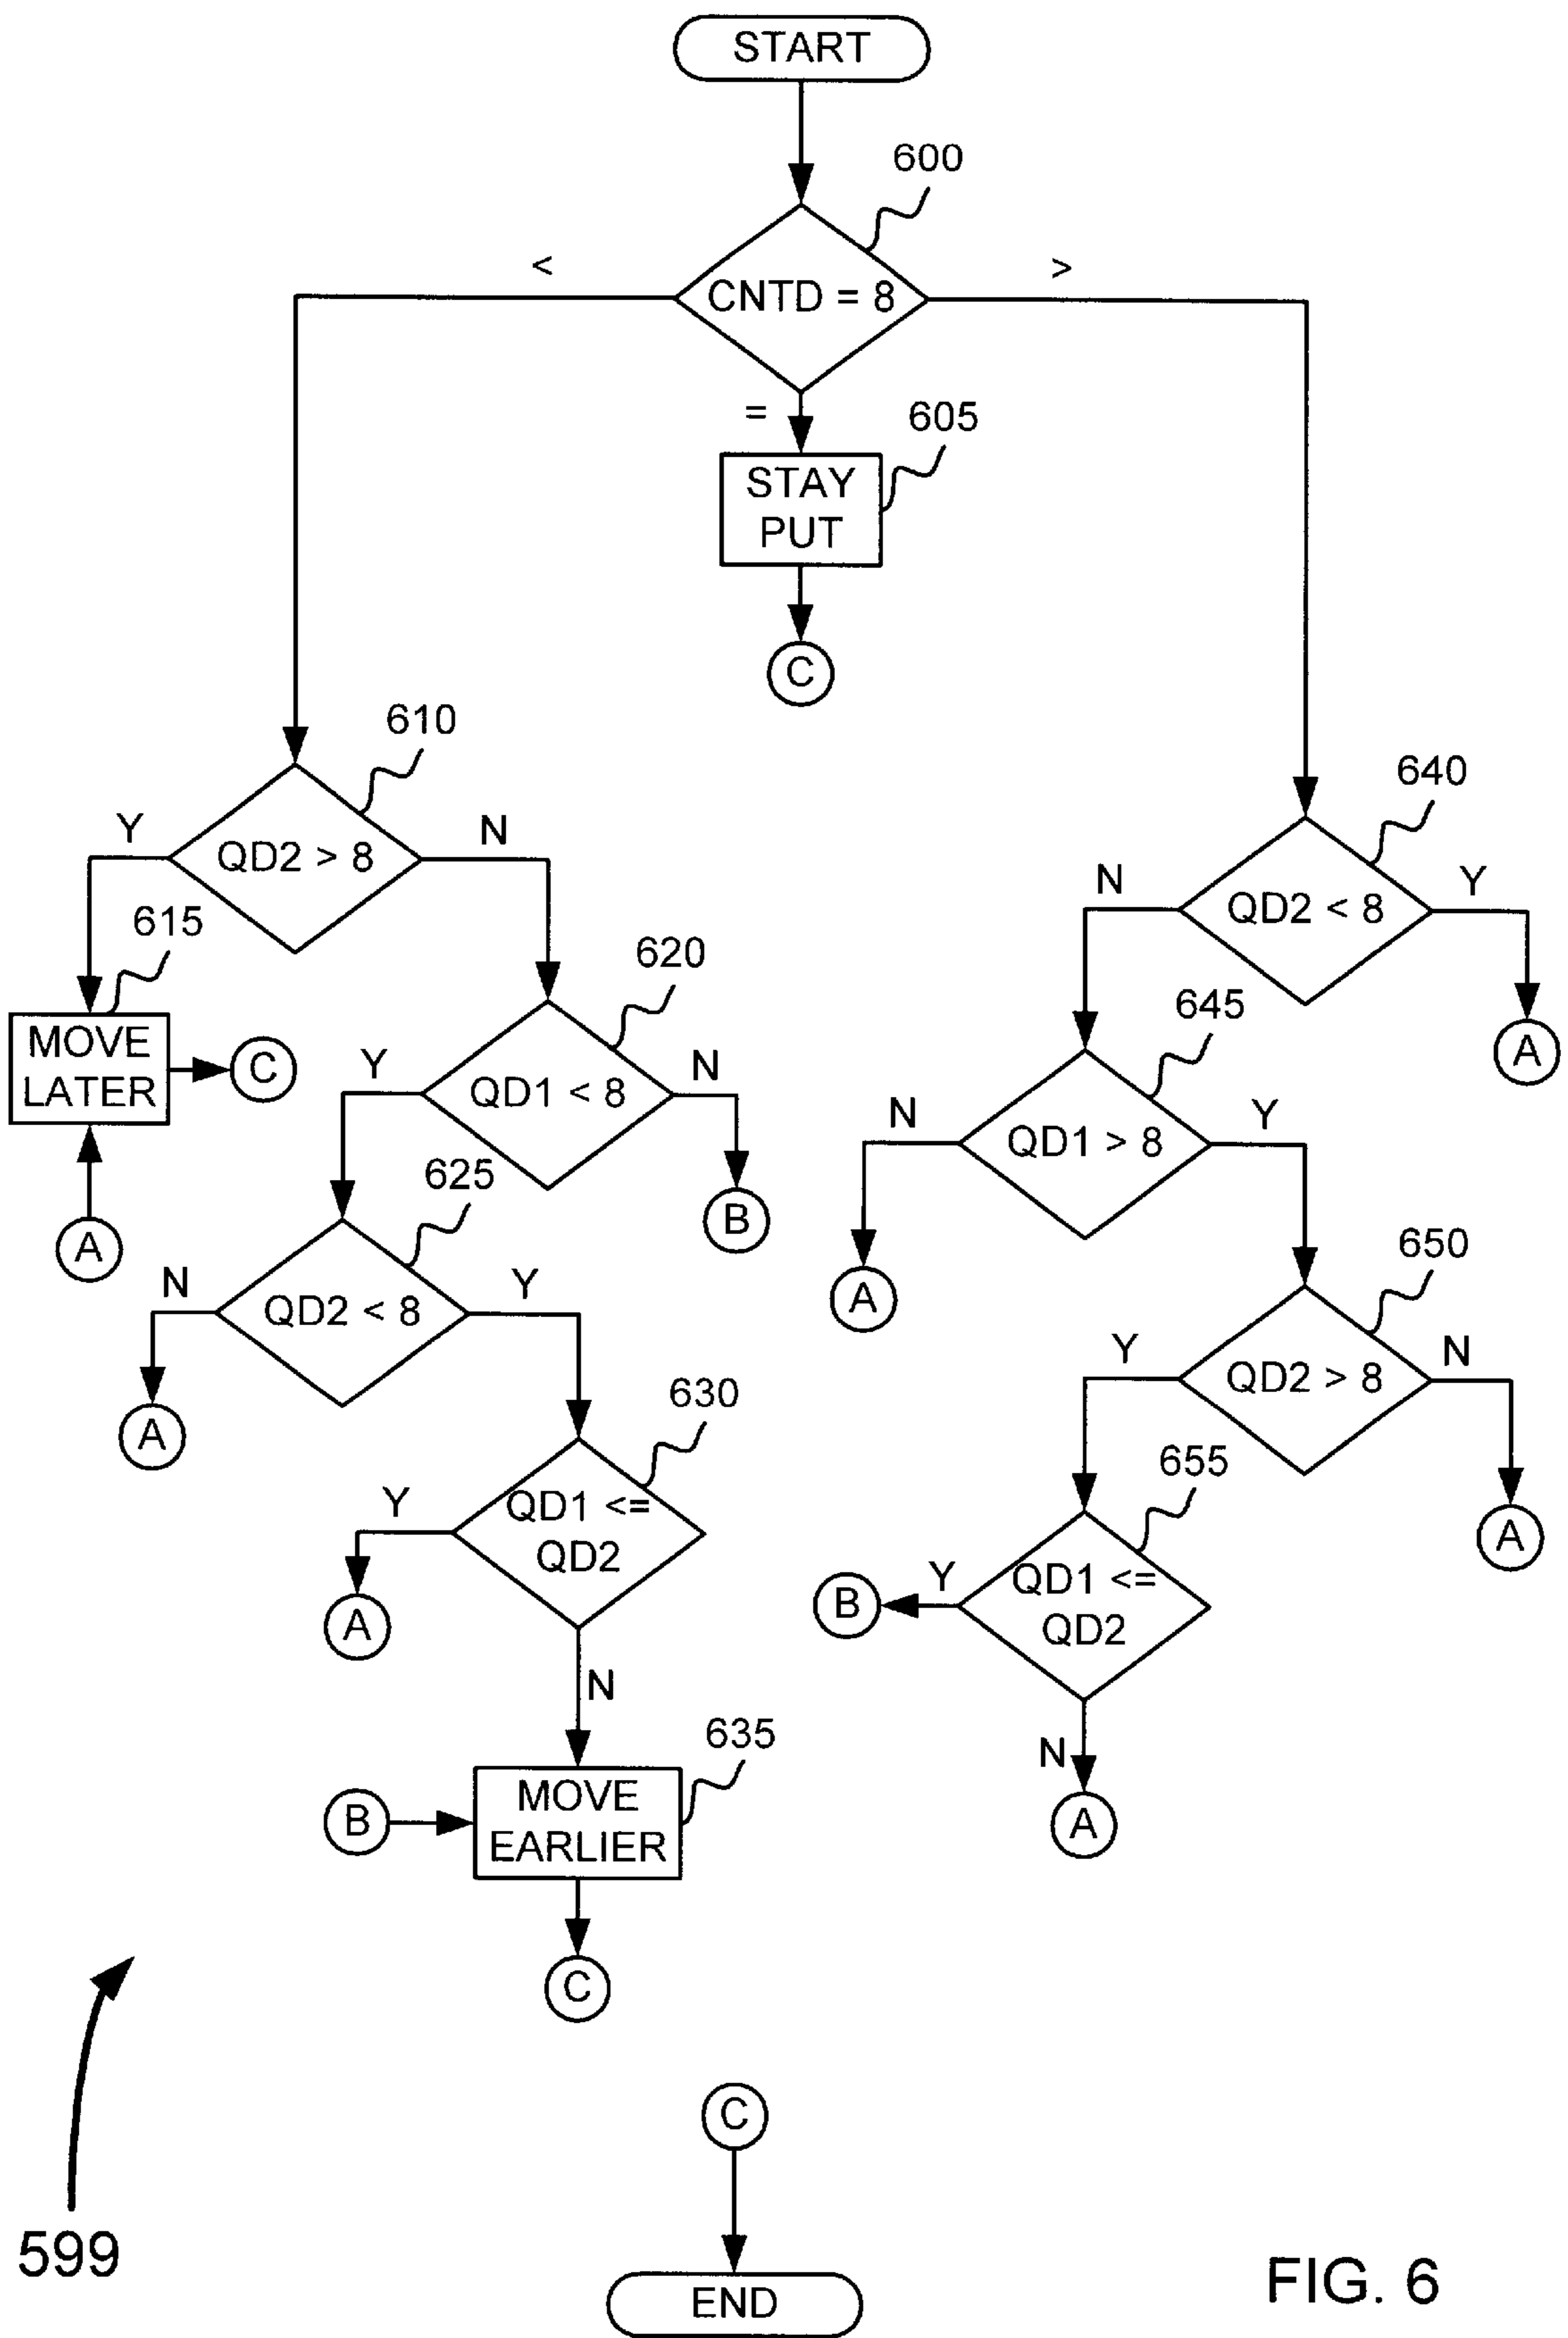 START
600
<
>
CNTD = 8
=
605
STAY
PUT
C
610
640
Y
QD2 > 8
N
N
QD2 < 8
Y
615
620
645
MOVE
LATER
C
Y
QD1 < 8
N
A
N
QD1 > 8
Y
A
625
B
N
QD2 < 8
Y
A
650
Y
QD2 > 8
N
A
630
655
A
Y
QD1 <=
QD2
A
B
Y
QD1 <=
QD2
N
635
N
B
MOVE
EARLIER
A
C
C
599
END
FIG. 6